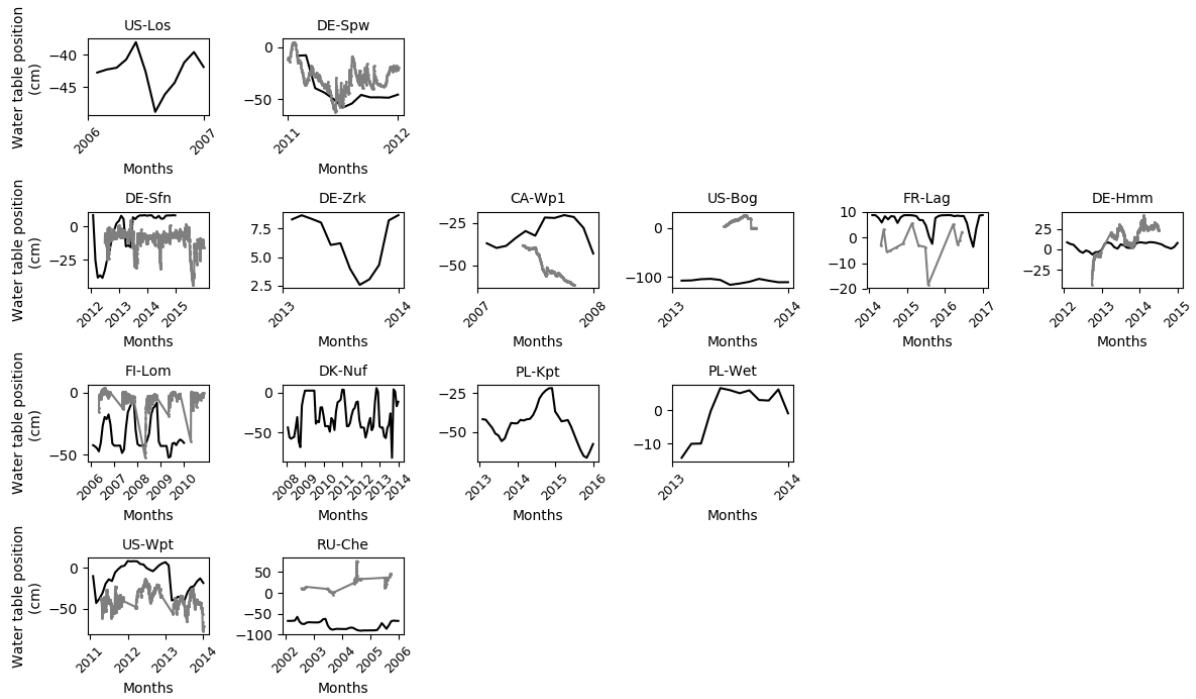 US-Los DE-Spw
Water table position
(cm)
−40
−45
0
−50
2006 2007 2011 2012
Months Months
DE-Sfn DE-Zrk CA-Wp1 US-Bog FR-Lag DE-Hmm
Water table position
(cm)
0
−25
7.5
5.0
2.5
−25
−50
0
−100
10
0
−10
−20
25
0
−25
2012 2013 2014 2015 2013 2014 2007 2008 2013 2014 2014 2015 2016 2017 2012 2013 2014 2015
Months Months Months Months Months Months
FI-Lom DK-Nuf PL-Kpt PL-Wet
Water table position
(cm)
0
−50
0
−50
−25
−50
0
−10
2006 2007 2008 2009 2010 2008 2009 2010 2011 2012 2013 2014 2013 2014 2015 2016 2013 2014
Months Months Months Months
US-Wpt RU-Che
Water table position
(cm)
0
−50
50
0
−50
−100
2011 2012 2013 2014 2002 2003 2004 2005 2006
Months Months